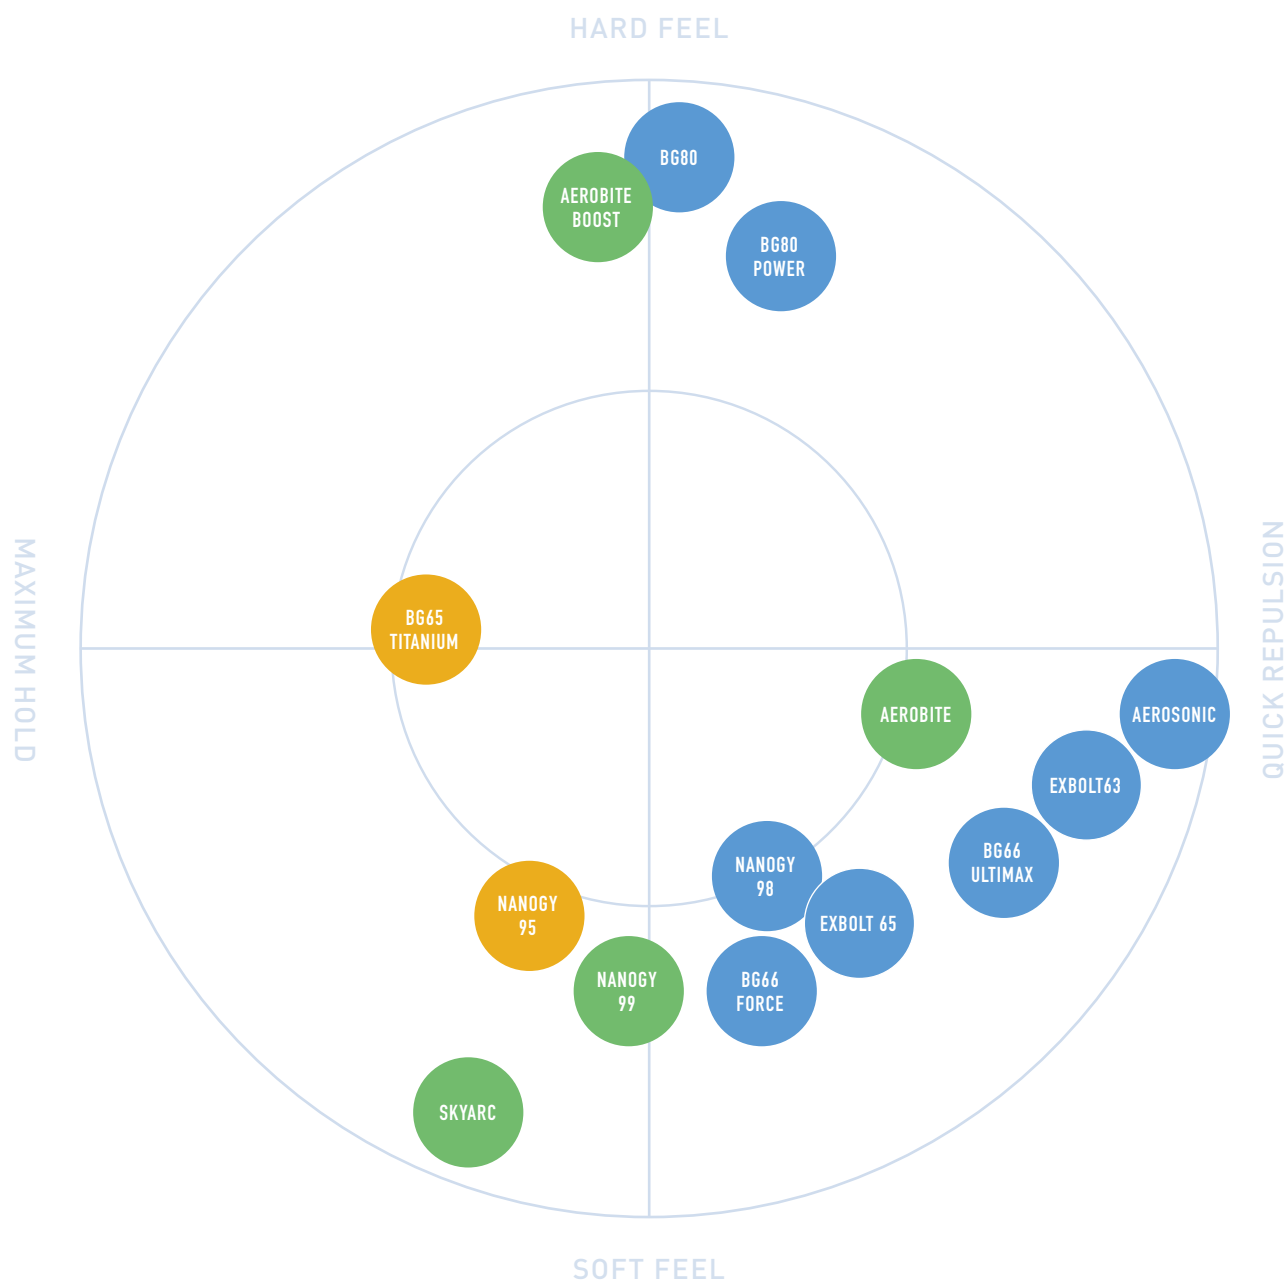 HARD FEEL
BG80
AEROBITE
BOOST
BG80
POWER
MAXIMUM HOLD
QUICK REPULSION
BG65
TITANIUM
AEROBITE
AEROSONIC
EXBOLT63
BG66
ULTIMAX
NANOGY
98
NANOGY
95
EXBOLT 65
NANOGY
99
BG66
FORCE
SKYARC
SOFT FEEL